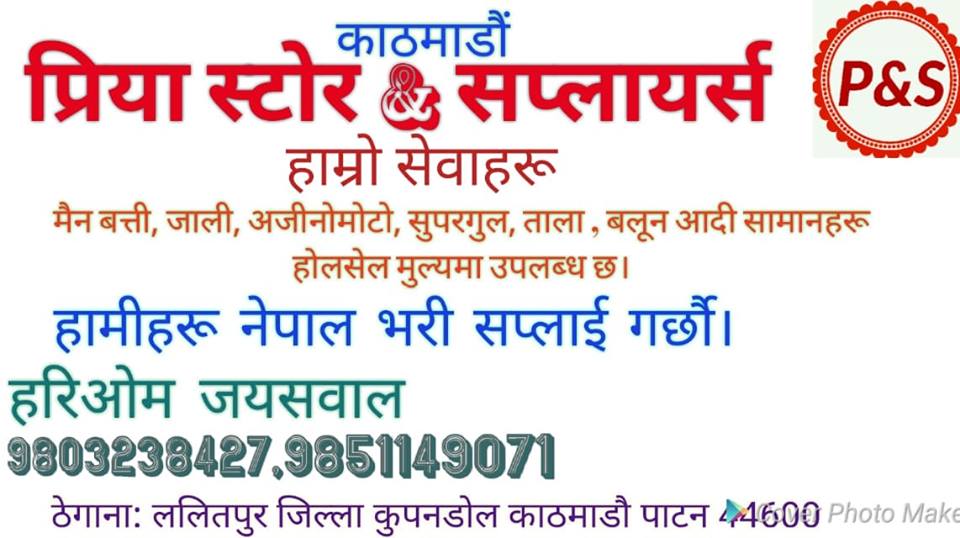 काठमाडौं
प्रिया स्टोर & सप्लायर्स
P&S
हाम्रो सेवाहरू
मैन बत्ती, जाली, अजीनोमोटो, सुपरगुल, ताला , बलून आदी सामानहरू
होलसेल मुल्यमा उपलब्ध छ।
हामीहरू नेपाल भरी सप्लाई गर्छौ।
हरिओम जयसवाल
9803238427,9851149071
ठेगाना: ललितपुर जिल्ला कुपनडोल काठमाडौ पाटन 44600
Cover Photo Make